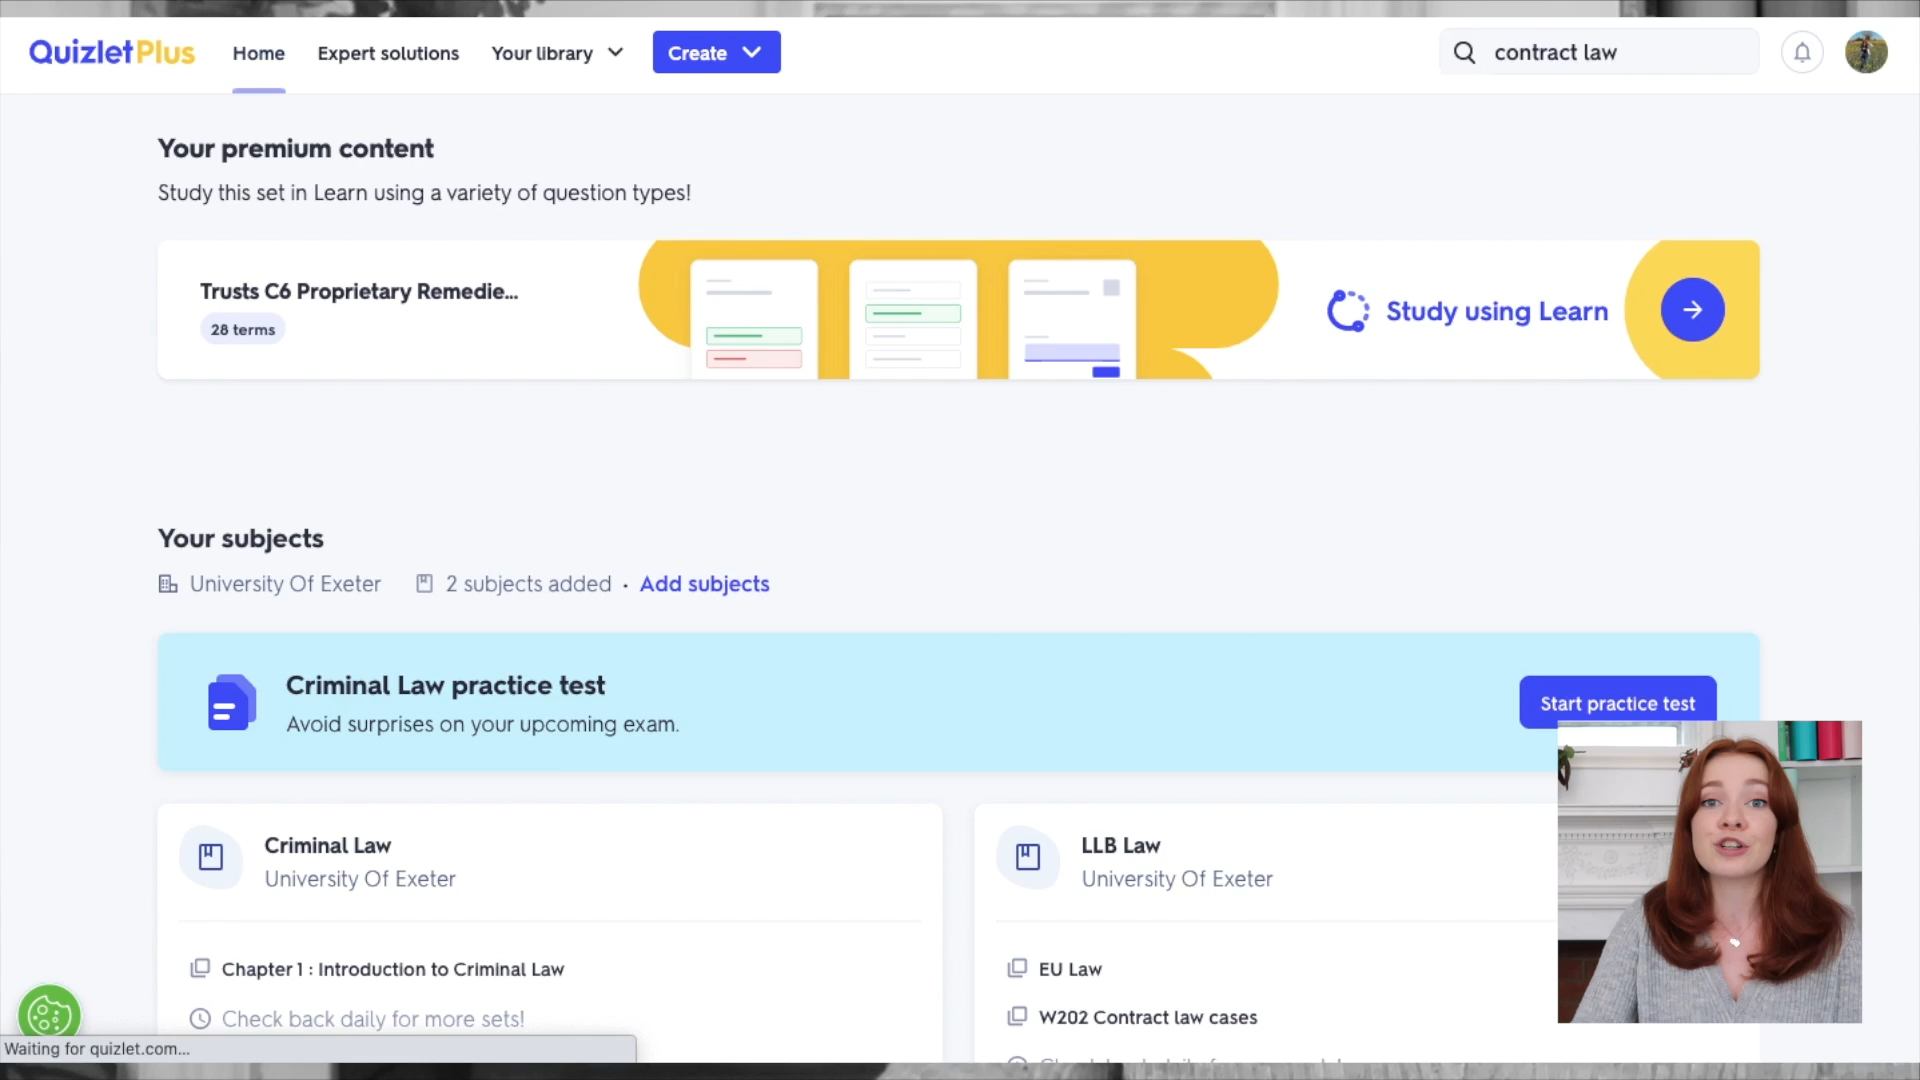 QuizletPlus
Home
Expert solutions
Your library
Create
contract law
Your premium content
Study this set in Learn using a variety of question types!
Trusts C6 Proprietary Remedie...
28 terms
Study using Learn
Your subjects
University Of Exeter
2 subjects added · Add subjects
Criminal Law practice test
Avoid surprises on your upcoming exam.
Start practice test
Criminal Law
University Of Exeter
Chapter 1 : Introduction to Criminal Law
Check back daily for more sets!
LLB Law
University Of Exeter
EU Law
W202 Contract law cases
Waiting for quizlet.com...